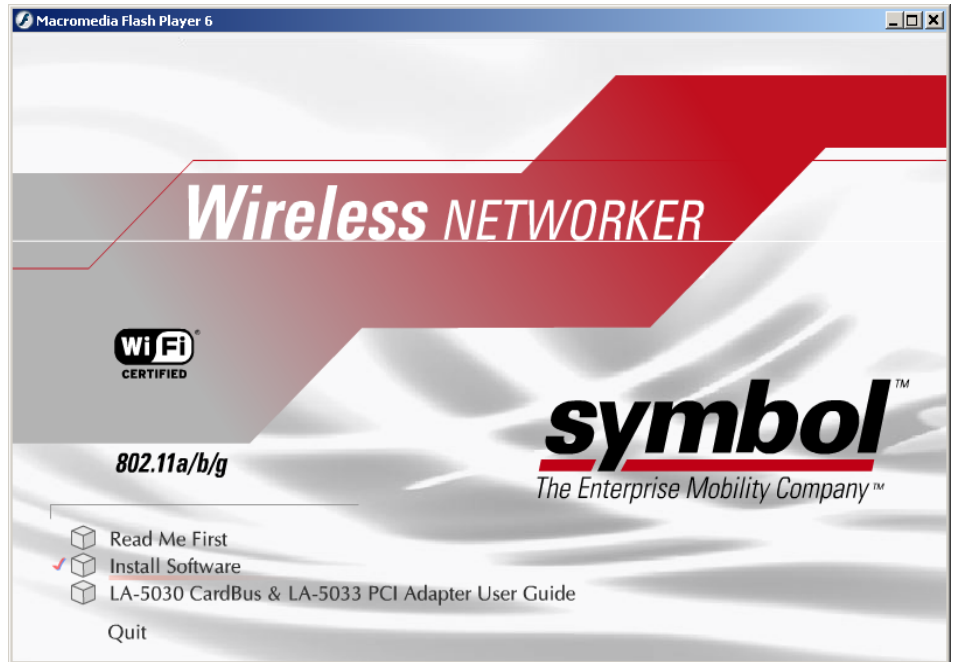 Macromedia Flash Player 6
Wireless NETWORKER
Wi Fi ®
CERTIFIED
802.11a/b/g
symbol™
The Enterprise Mobility Company™
Read Me First
Install Software
LA-5030 CardBus & LA-5033 PCI Adapter User Guide
Quit